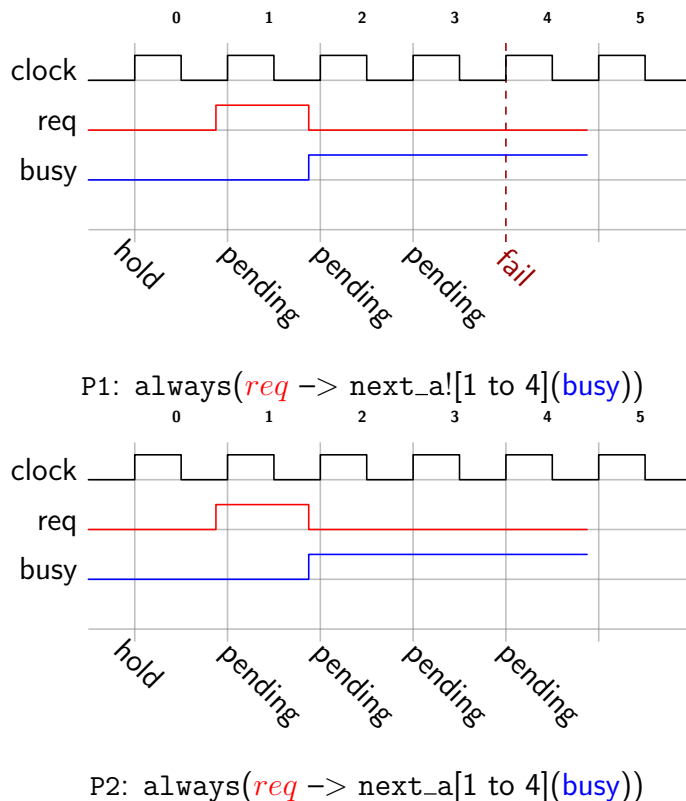 0 1 2 3 4 5
clock
req
busy
hold pending pending pending fail
P1: always(req −> next_a![1 to 4](busy))
0 1 2 3 4 5
clock
req
busy
hold pending pending pending pending
P2: always(req −> next_a[1 to 4](busy))